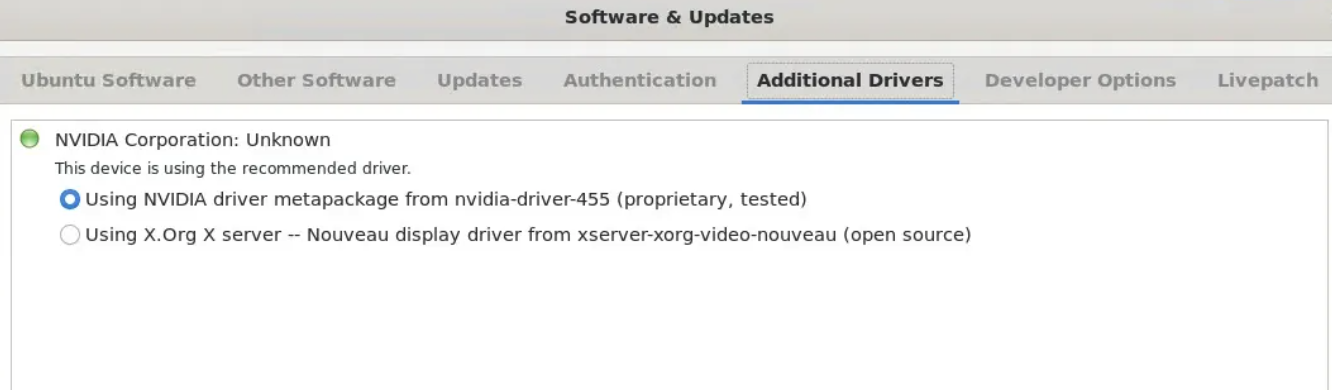 Software & Updates
Ubuntu Software Other Software Updates Authentication Additional Drivers Developer Options Livepatch
NVIDIA Corporation: Unknown
This device is using the recommended driver.
Using NVIDIA driver metapackage from nvidia-driver-455 (proprietary, tested)
Using X.Org X server -- Nouveau display driver from xserver-xorg-video-nouveau (open source)